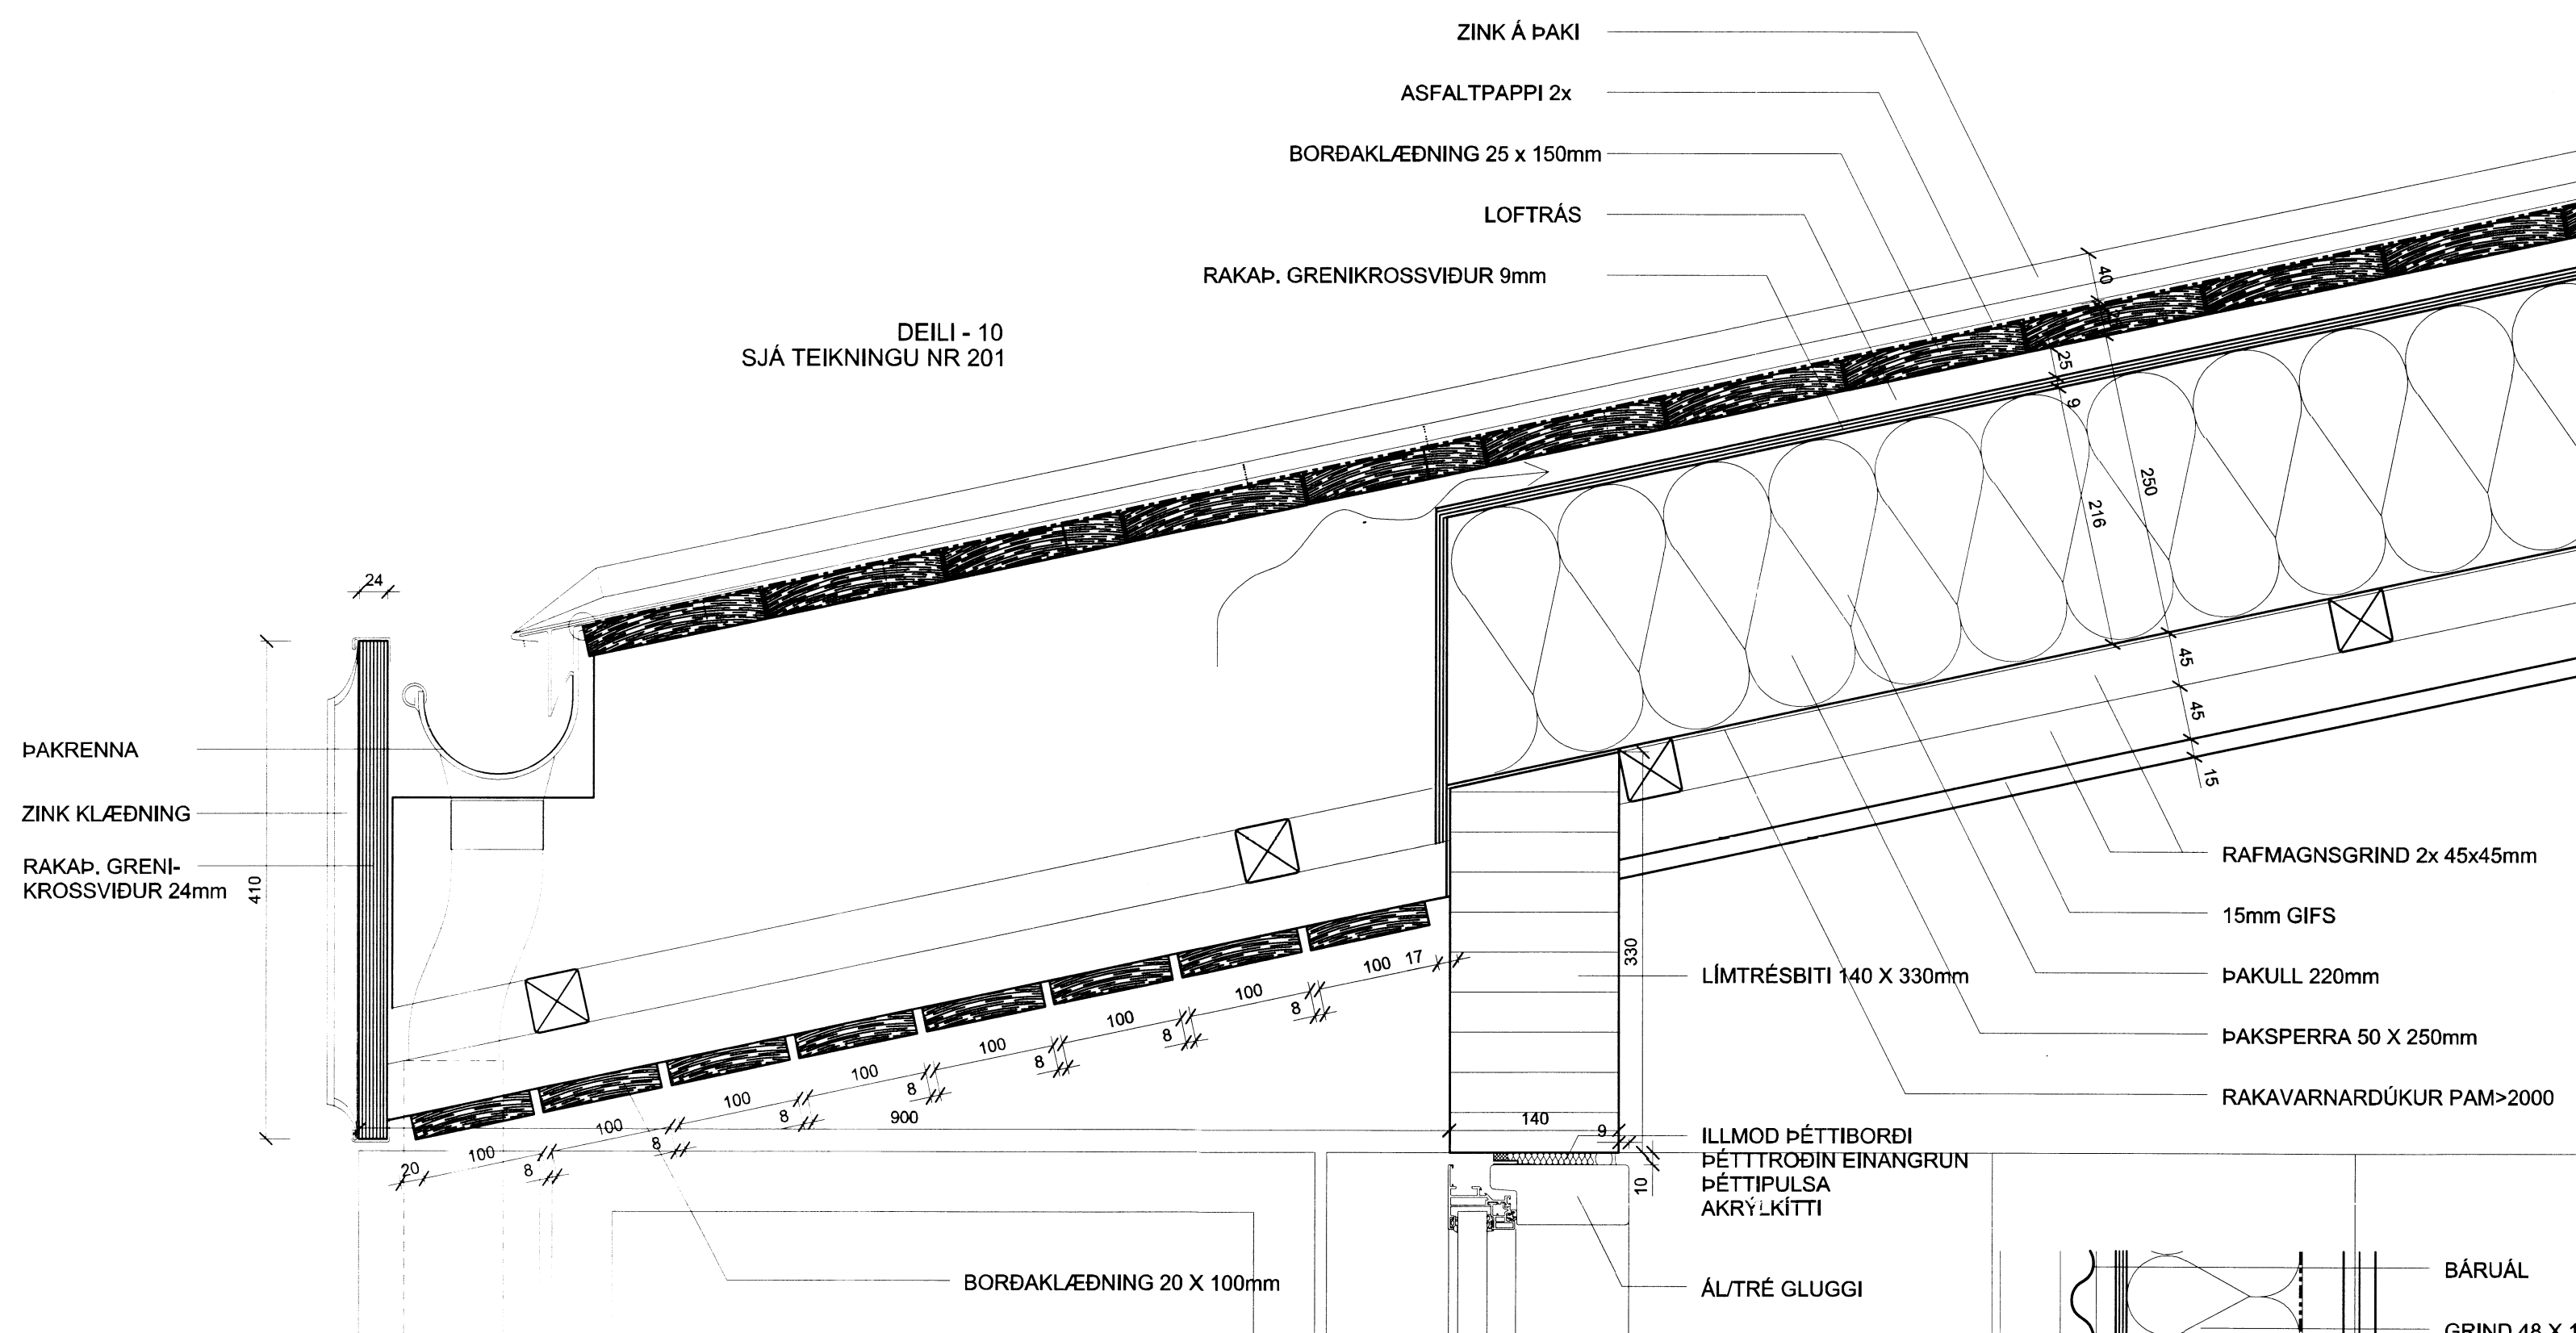 ZINK Á ÞAKI
ASFALTPAPPI 2x
BORÐAKLÆÐNING 25 x 150mm
LOFTRÁS
RAKAÞ. GRENIKROSSVIÐUR 9mm
DEILI - 10
SJÁ TEIKNINGU NR 201
40
25
9
250
216
45
45
15
24
410
ÞAKRENNA
ZINK KLÆÐNING
RAKAÞ. GRENI-
KROSSVIÐUR 24mm
RAFMAGNSGRIND 2x 45x45mm
15mm GIFS
ÞAKULL 220mm
ÞAKSPERRA 50 X 250mm
RAKAVARNARDÚKUR PAM>2000
330
LÍMTRÉSBITI 140 X 330mm
20
100
8
100
8
100
8
100
8
100
8
100
8
100
8
100
17
900
140
9
10
ILLMOD ÞÉTTIBORÐI
ÞÉTTTROÐIN EINANGRUN
ÞÉTTIPULSA
AKRÝLKÍTTI
BORÐAKLÆÐNING 20 X 100mm
ÁL/TRÉ GLUGGI
BÁRUÁL
GRIND 48 X